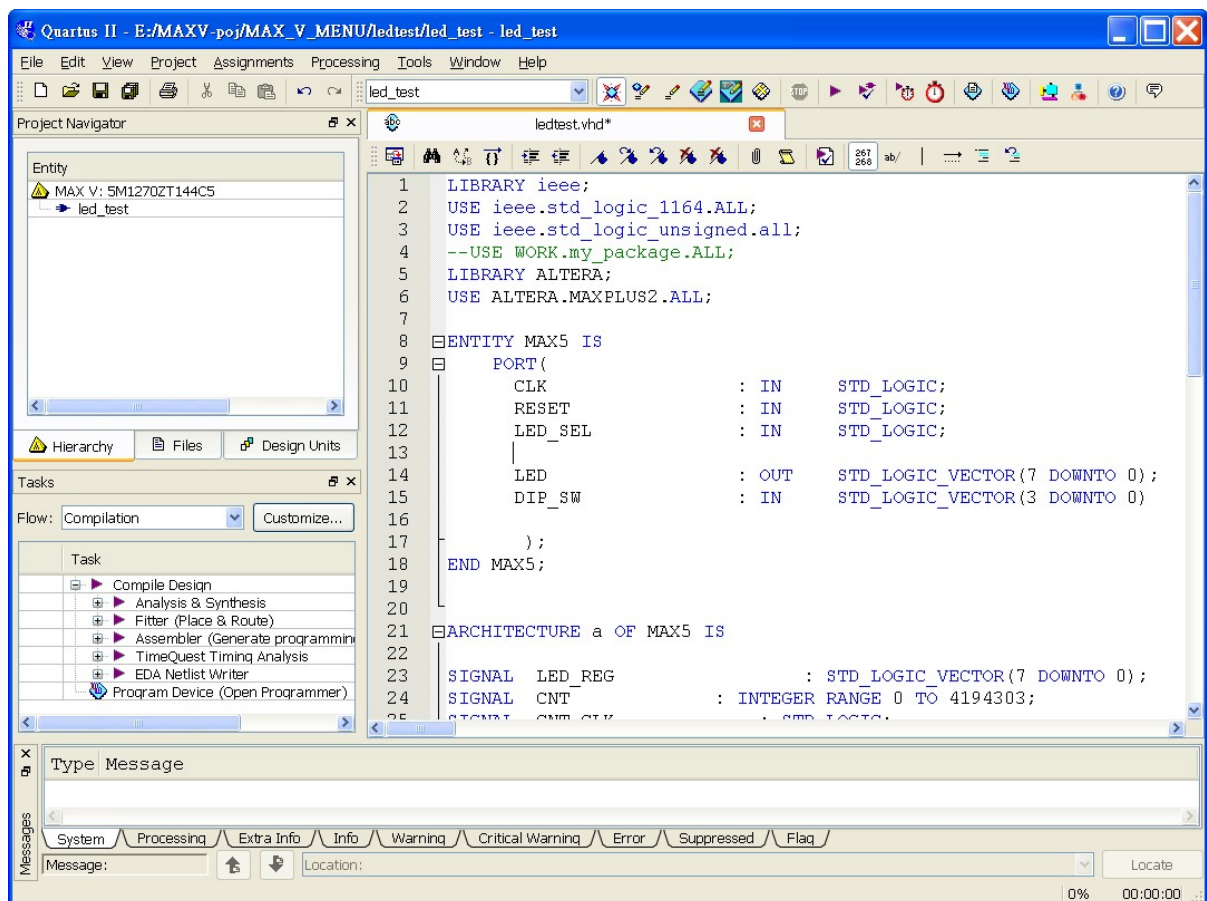 Quartus II - E:/MAXV-poj/MAX_V_MENU/ledtest/led_test - led_test
File Edit View Project Assignments Processing Tools Window Help
led_test
Project Navigator
Entity
MAX V: 5M1270ZT144C5
led_test
Hierarchy Files Design Units
Tasks
Flow: Compilation Customize...
Task
Compile Design
Analysis & Synthesis
Fitter (Place & Route)
Assembler (Generate programmin
TimeQuest Timing Analysis
EDA Netlist Writer
Program Device (Open Programmer)
ledtest.vhd*
267
268 ab/
1 LIBRARY ieee;
2 USE ieee.std_logic_1164.ALL;
3 USE ieee.std_logic_unsigned.all;
4 --USE WORK.my_package.ALL;
5 LIBRARY ALTERA;
6 USE ALTERA.MAXPLUS2.ALL;
7
8 ENTITY MAX5 IS
9 PORT(
10 CLK : IN STD_LOGIC;
11 RESET : IN STD_LOGIC;
12 LED_SEL : IN STD_LOGIC;
13
14 LED : OUT STD_LOGIC_VECTOR(7 DOWNTO 0);
15 DIP_SW : IN STD_LOGIC_VECTOR(3 DOWNTO 0)
16
17 );
18 END MAX5;
19
20
21 ARCHITECTURE a OF MAX5 IS
22
23 SIGNAL LED_REG : STD_LOGIC_VECTOR(7 DOWNTO 0);
24 SIGNAL CNT : INTEGER RANGE 0 TO 4194303;
25 SIGNAL CNT_CLK : STD_LOGIC;
Type Message
Messages
System Processing Extra Info Info Warning Critical Warning Error Suppressed Flag
Message: Location: Locate
0% 00:00:00